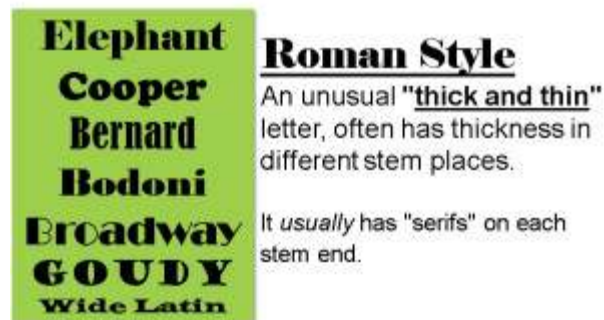 Elephant
Cooper
Bernard
Bodoni
Broadway
GOUDY
Wide Latin
Roman Style
An unusual "thick and thin"
letter, often has thickness in
different stem places.
It usually has "serifs" on each
stem end.